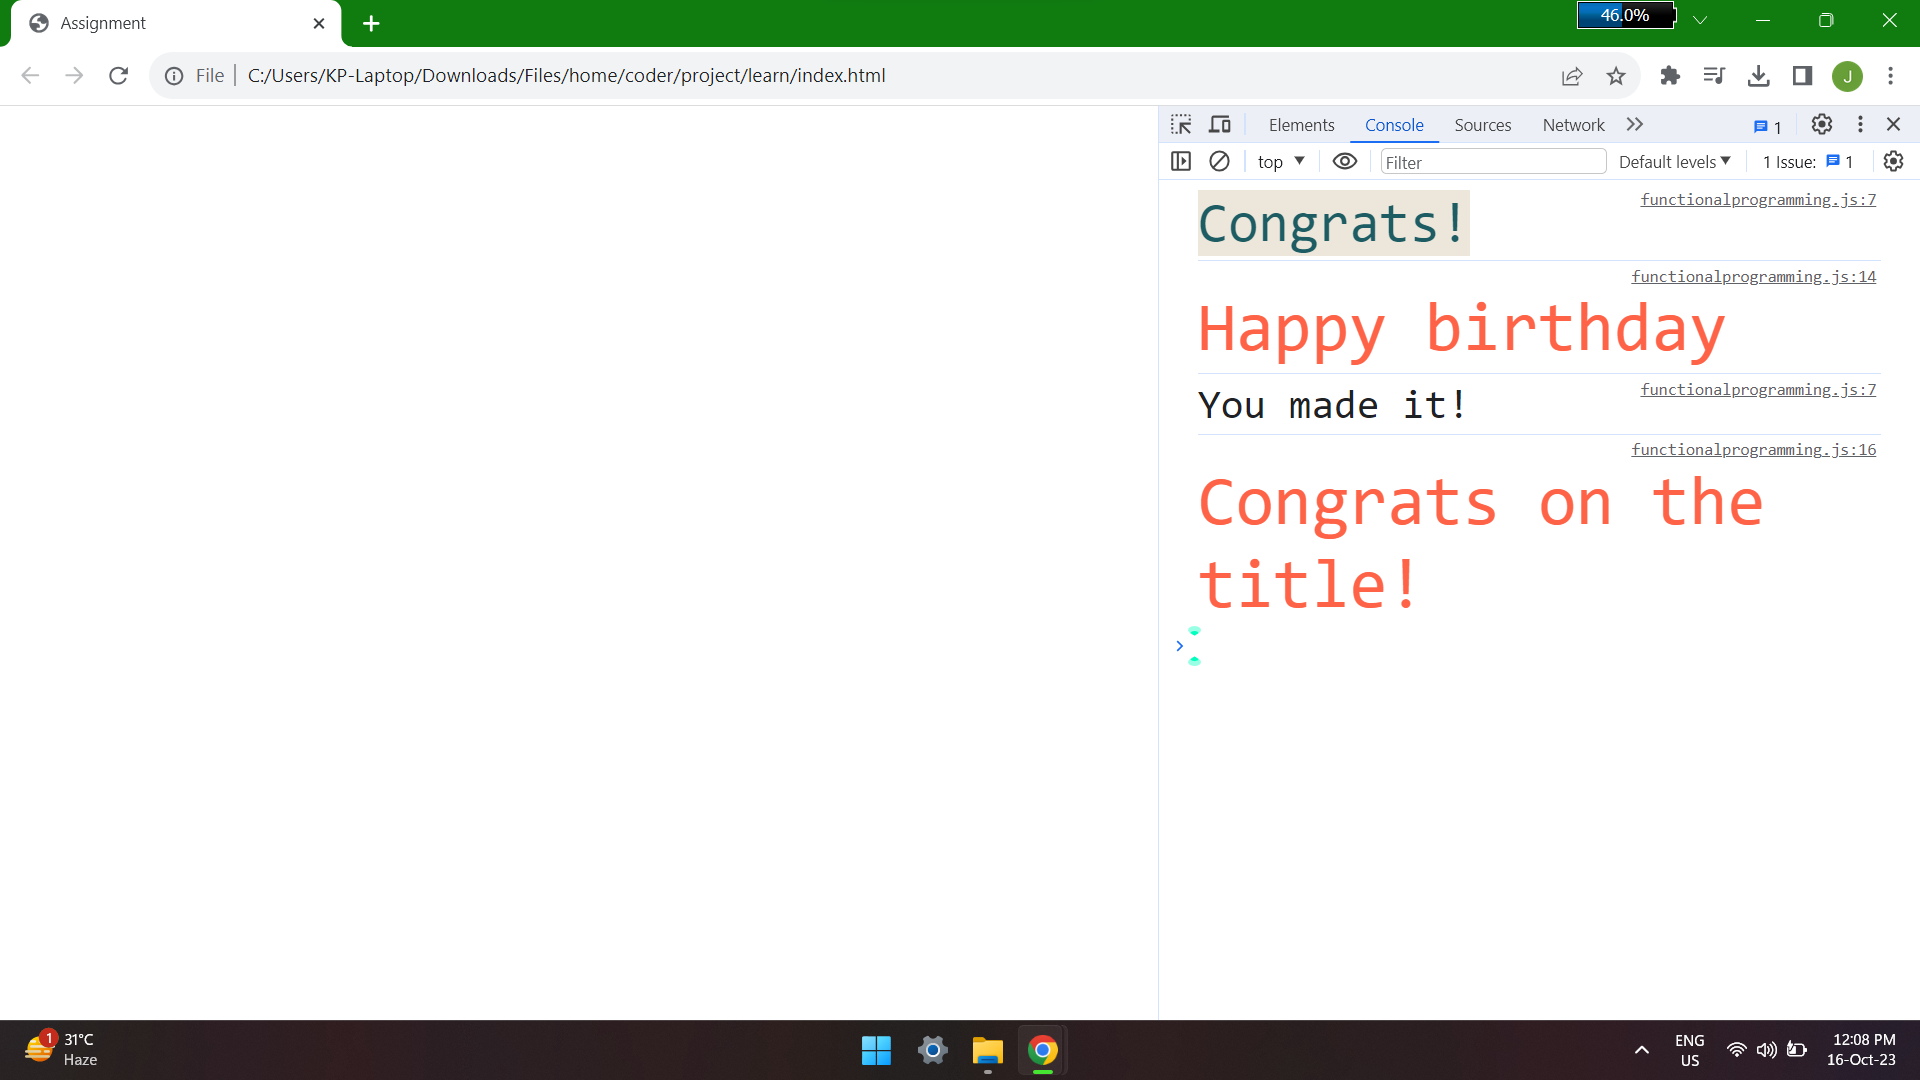 Assignment
46.0%
File
C:/Users/KP-Laptop/Downloads/Files/home/coder/project/learn/index.html
J
Elements Console Sources Network
1
top
Filter
Default levels
1 Issue: 1
Congrats!
functionalprogramming.js:7
functionalprogramming.js:14
Happy birthday
You made it!
functionalprogramming.js:7
functionalprogramming.js:16
Congrats on the
title!
1
31°C
Haze
ENG
US
12:08 PM
16-Oct-23